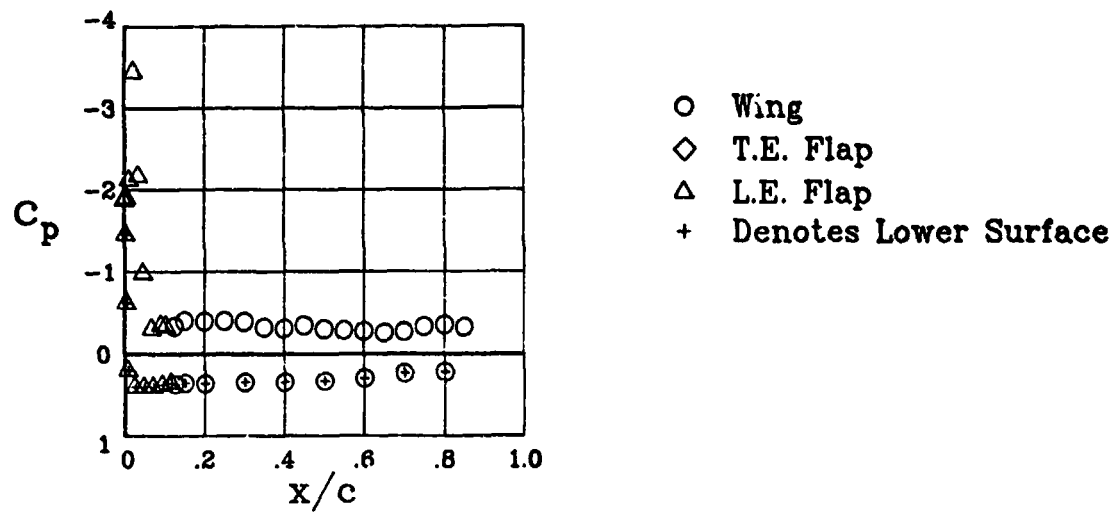 -4
-3
-2
-1
0
1
C_p
0 .2 .4 .6 .8 1.0
x/c
Wing
T.E. Flap
L.E. Flap
+ Denotes Lower Surface